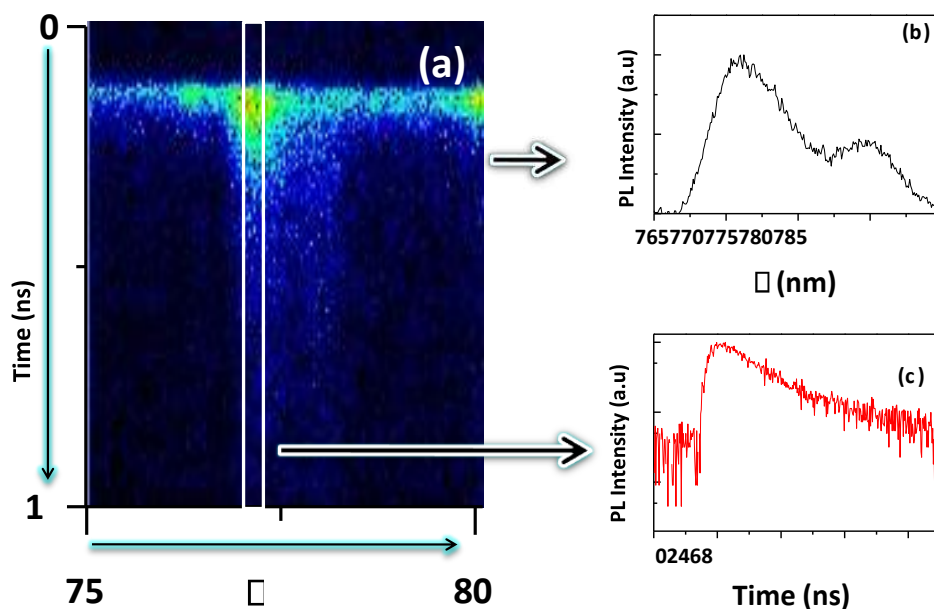 0
(a)
Time (ns)
1
75
□
80
(b)
PL Intensity (a.u)
765770775780785
□ (nm)
(c)
PL Intensity (a.u)
02468
Time (ns)